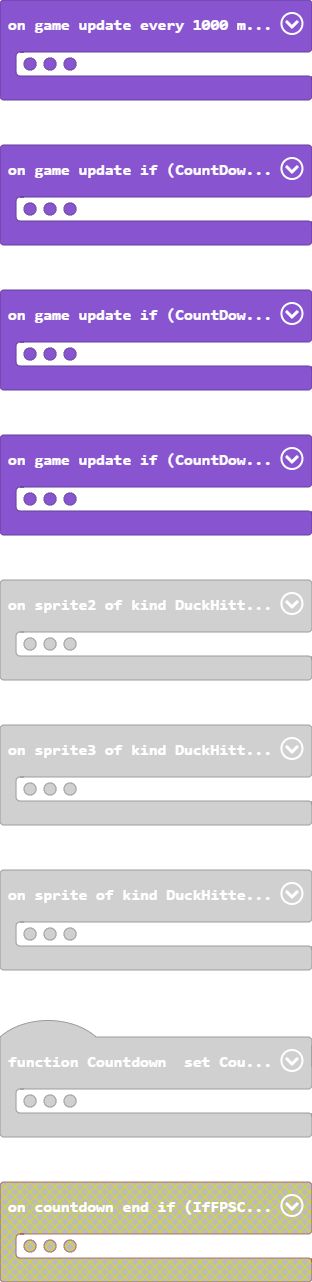 on game update every 1000 m...
on game update if (CountDow...
on game update if (CountDow...
on game update if (CountDow...
on sprite2 of kind DuckHitt...
on sprite3 of kind DuckHitt...
on sprite of kind DuckHitte...
function Countdown  set Cou...
on countdown end if (IfFPSC...